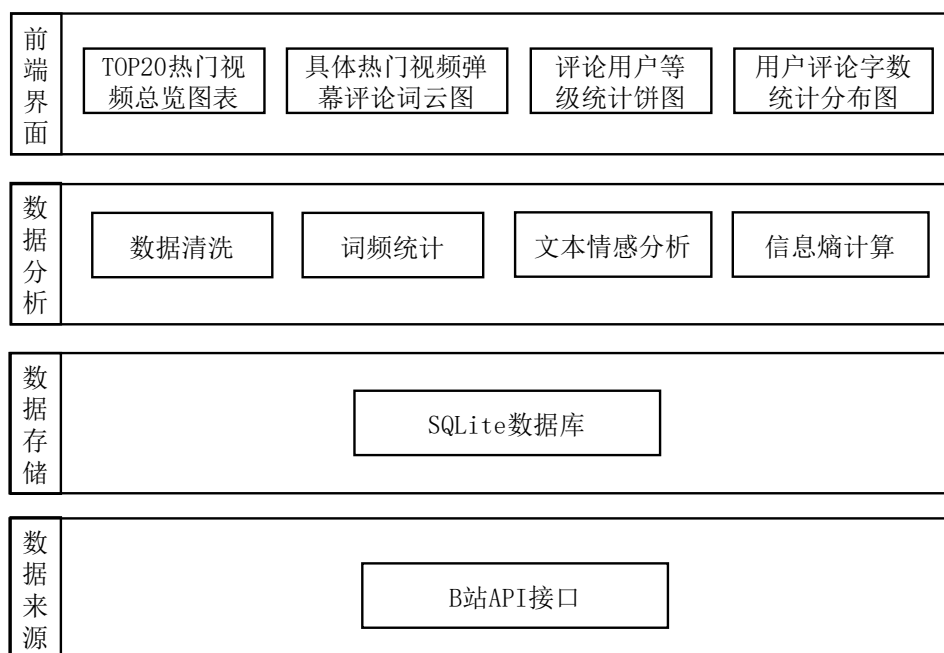 前端界面
TOP20热门视
频总览图表
具体热门视频弹
幕评论词云图
评论用户等
级统计饼图
用户评论字数
统计分布图
数据分析
数据清洗
词频统计
文本情感分析
信息熵计算
数据存储
SQLite数据库
数据来源
B站API接口